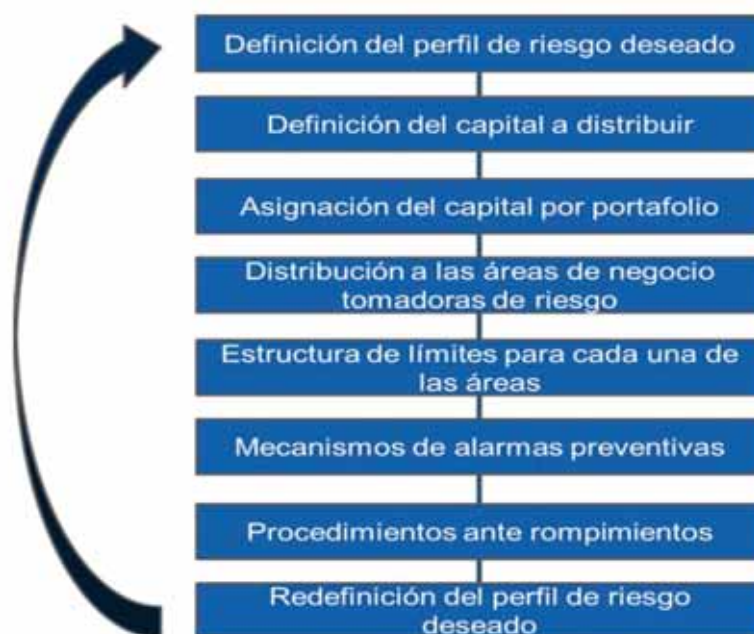 Definición del perfil de riesgo deseado
Definición del capital a distribuir
Asignación del capital por portafolio
Distribución a las áreas de negocio
tomadoras de riesgo
Estructura de límites para cada una de
las áreas
Mecanismos de alarmas preventivas
Procedimientos ante rompimientos
Redefinición del perfil de riesgo
deseado